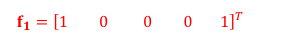 f₁ = [1 0 0 0 1]ᵀ